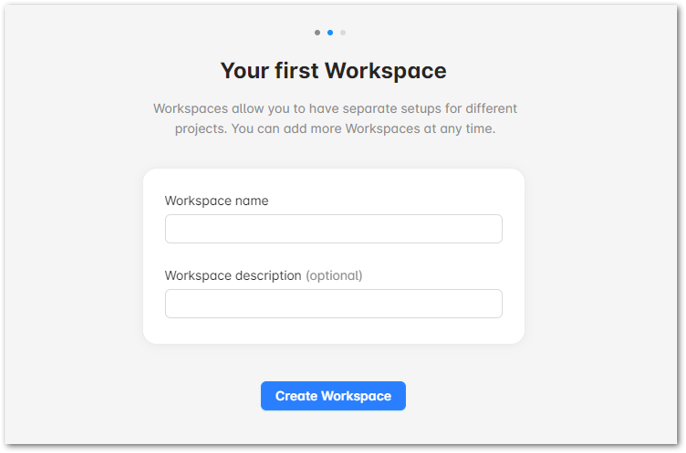 Your first Workspace
Workspaces allow you to have separate setups for different
projects. You can add more Workspaces at any time.
Workspace name
Workspace description (optional)
Create Workspace